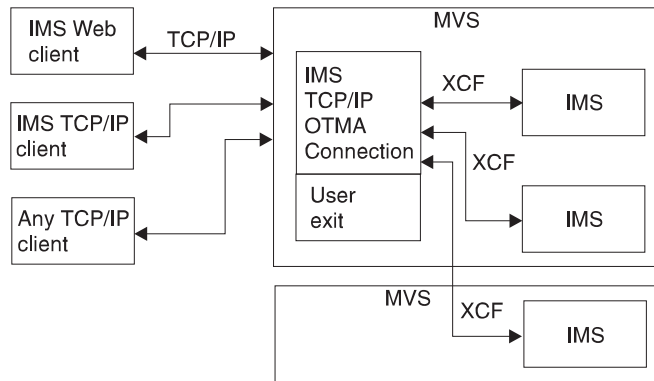 IMS Web
client
TCP/IP
MVS
IMS
TCP/IP
OTMA
Connection
XCF
IMS
IMS TCP/IP
client
XCF
User
exit
IMS
Any TCP/IP
client
MVS
XCF
IMS